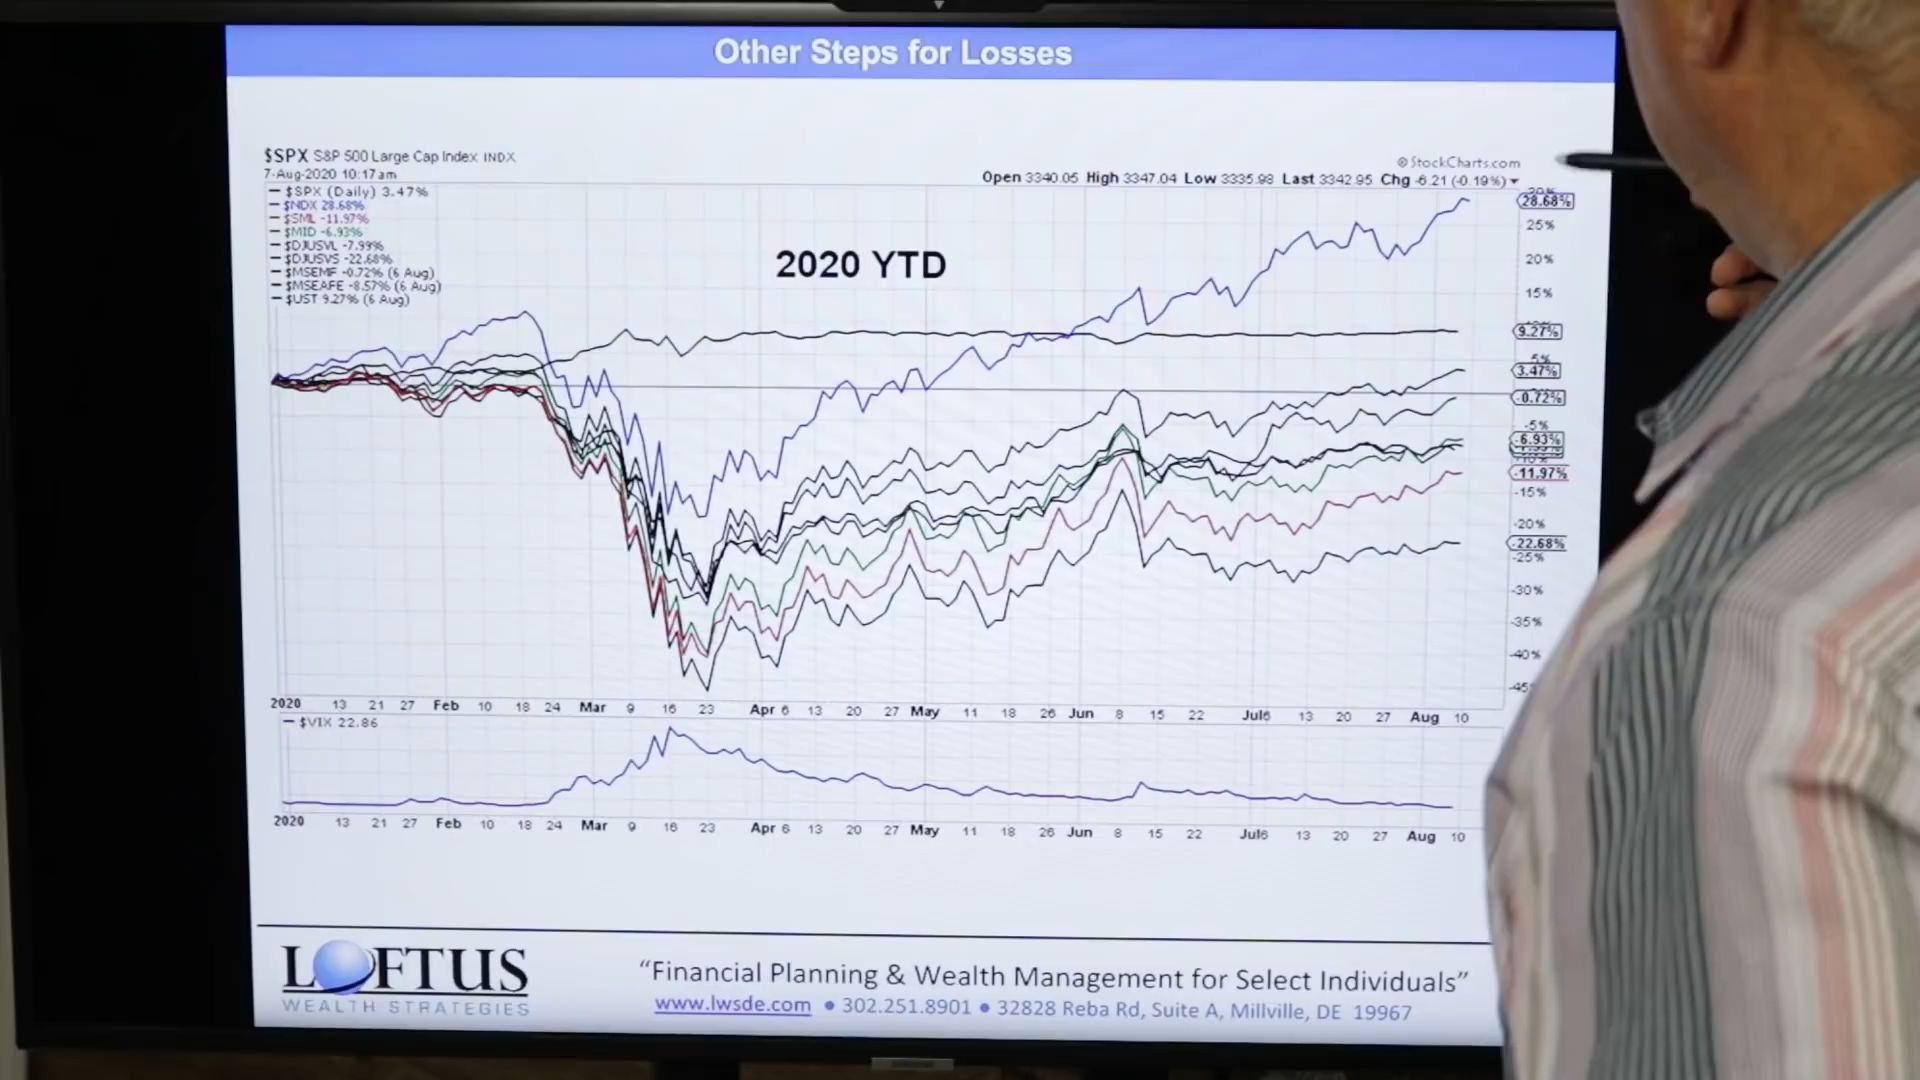 Other Steps for Losses
$SPX S&P 500 Large Cap Index INDX
©StockCharts.com
7-Aug-2020 10:17am
Open 3340.05 High 3347.04 Low 3335.98 Last 3342.95 Chg -6.21 (-0.19%)
$SPX (Daily) 3.47%
$NDX 28.68%
$SML -11.97%
$MID -6.93%
$DJUSVL -7.99%
$DJUSVS -22.68%
$MSEMF -0.72% (6 Aug)
$MSEAFE -8.57% (6 Aug)
$UST 9.27% (6 Aug)
2020 YTD
28.68%
25%
20%
15%
9.27%
5%
3.47%
-0.72%
-5%
-6.93%
-11.97%
-15%
-20%
-22.68%
-25%
-30%
-35%
-40%
-45
2020 13 21 27 Feb 10 18 24 Mar 9 16 23 Apr 6 13 20 27 May 11 18 26 Jun 8 15 22 Jul6 13 20 27 Aug 10
$VIX 22.86
2020 13 21 27 Feb 10 18 24 Mar 9 16 23 Apr 6 13 20 27 May 11 18 26 Jun 8 15 22 Jul6 13 20 27 Aug 10
LOFTUS
WEALTH STRATEGIES
“Financial Planning & Wealth Management for Select Individuals”
www.lwsde.com • 302.251.8901 • 32828 Reba Rd, Suite A, Millville, DE 19967